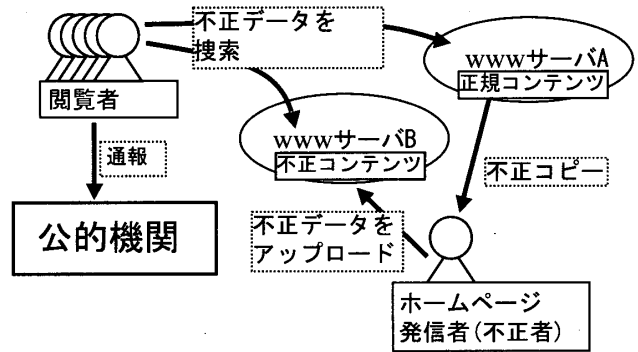 不正データを
捜索
wwwサーバA
正規コンテンツ
閲覧者
wwwサーバB
不正コンテンツ
通報
不正コピー
公的機関
不正データを
アップロード
ホームページ
発信者(不正者)